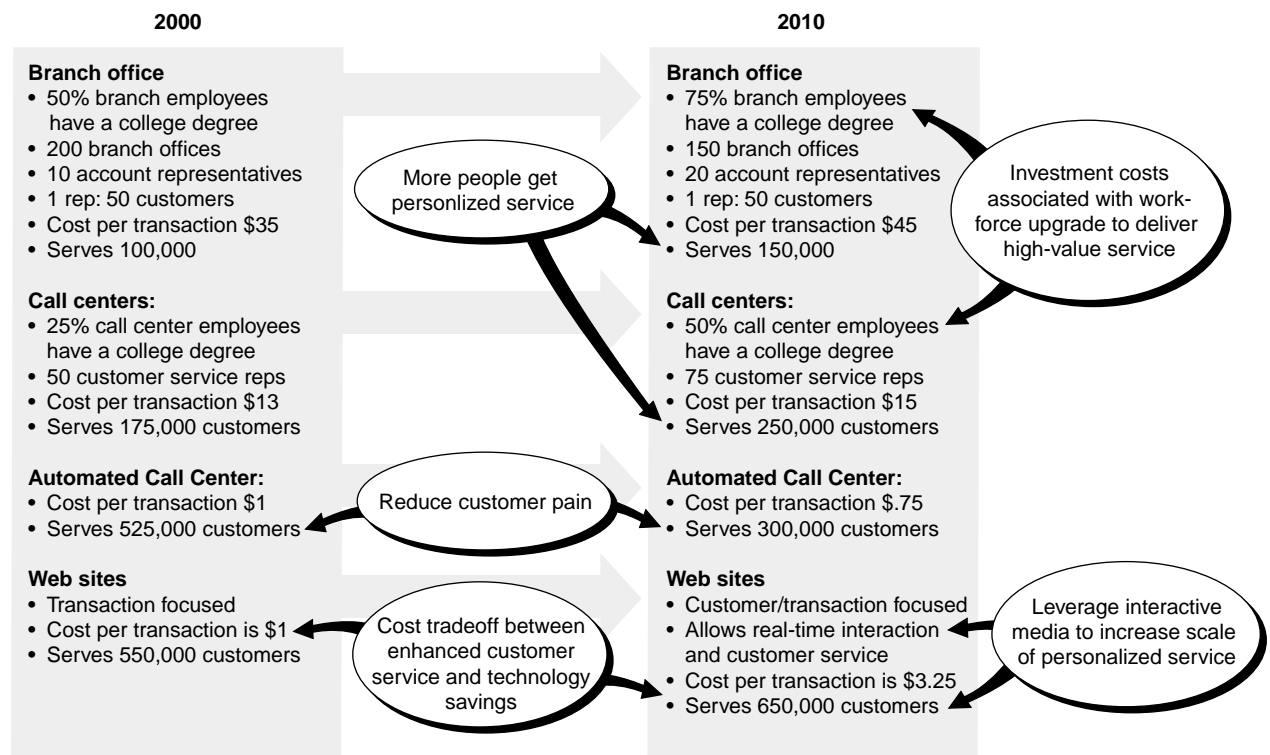 2000
Branch office
• 50% branch employees
have a college degree
• 200 branch offices
• 10 account representatives
• 1 rep: 50 customers
• Cost per transaction $35
• Serves 100,000
Call centers:
• 25% call center employees
have a college degree
• 50 customer service reps
• Cost per transaction $13
• Serves 175,000 customers
Automated Call Center:
• Cost per transaction $1
• Serves 525,000 customers
Web sites
• Transaction focused
• Cost per transaction is $1
• Serves 550,000 customers
More people get
personlized service
Reduce customer pain
Cost tradeoff between
enhanced customer
service and technology
savings
2010
Branch office
• 75% branch employees
have a college degree
• 150 branch offices
• 20 account representatives
• 1 rep: 50 customers
• Cost per transaction $45
• Serves 150,000
Call centers:
• 50% call center employees
have a college degree
• 75 customer service reps
• Cost per transaction $15
• Serves 250,000 customers
Automated Call Center:
• Cost per transaction $.75
• Serves 300,000 customers
Web sites
• Customer/transaction focused
• Allows real-time interaction
and customer service
• Cost per transaction is $3.25
• Serves 650,000 customers
Investment costs
associated with work-
force upgrade to deliver
high-value service
Leverage interactive
media to increase scale
of personalized service